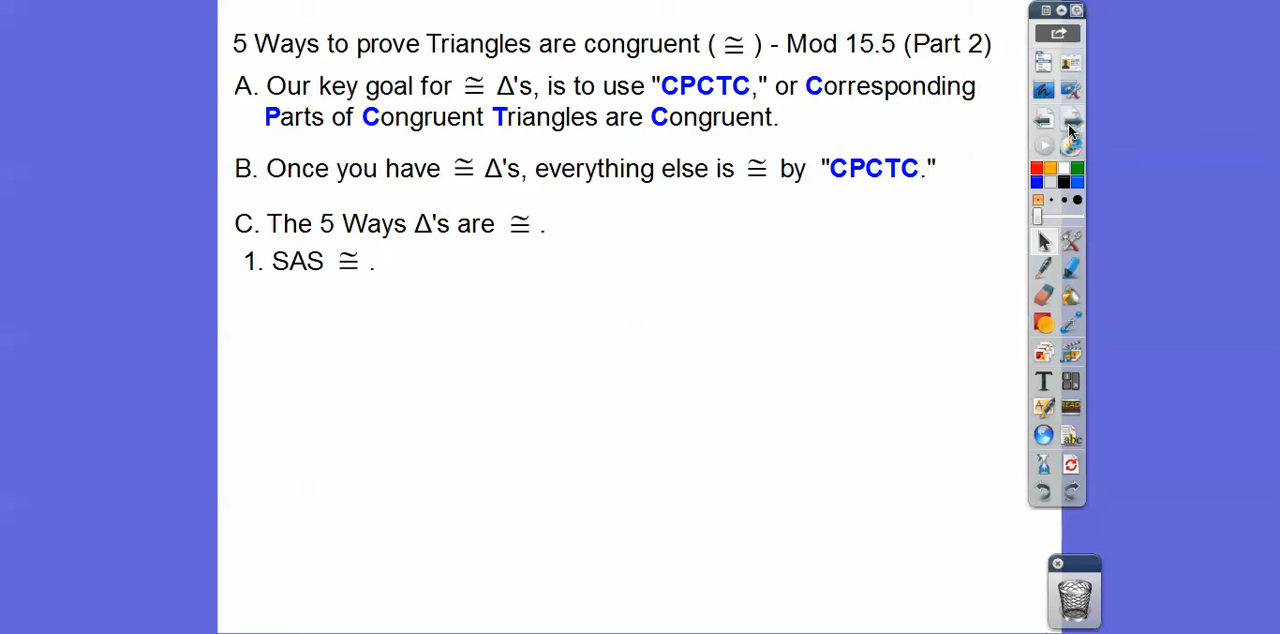 5 Ways to prove Triangles are congruent ( ≅ ) - Mod 15.5 (Part 2)
A. Our key goal for ≅ Δ's, is to use "CPCTC," or Corresponding
Parts of Congruent Triangles are Congruent.
B. Once you have ≅ Δ's, everything else is ≅ by "CPCTC."
C. The 5 Ways Δ's are ≅ .
1. SAS ≅ .